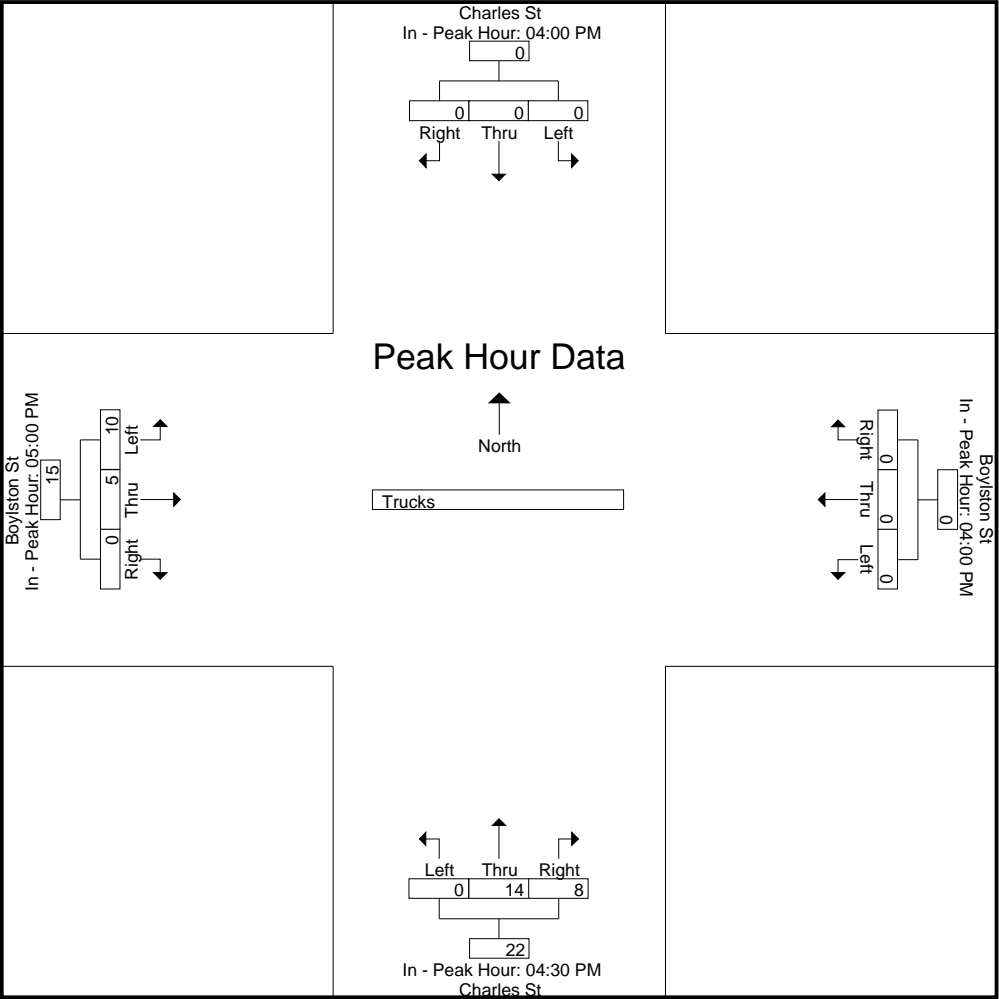 Charles St
In - Peak Hour: 04:00 PM
0
0 0 0
Right Thru Left
Peak Hour Data
North
Trucks
Boylston St
In - Peak Hour: 05:00 PM
15
10 5 0
Left Thru Right
Boylston St
In - Peak Hour: 04:00 PM
0
0 0 0
Right Thru Left
Left Thru Right
0 14 8
22
In - Peak Hour: 04:30 PM
Charles St